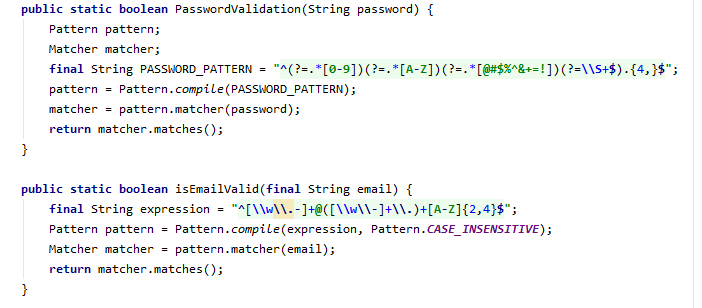 public static boolean PasswordValidation(String password) {
Pattern pattern;
Matcher matcher;
final String PASSWORD_PATTERN = "^(?=.*[0-9])(?=.*[A-Z])(?=.*[@#$%^&+=!])(?=\\S+$).{4,}$";
pattern = Pattern.compile(PASSWORD_PATTERN);
matcher = pattern.matcher(password);
return matcher.matches();
}
public static boolean isEmailValid(final String email) {
final String expression = "^[\\w\\.-]+@([\\w\\-]+\\.)+[A-Z]{2,4}$";
Pattern pattern = Pattern.compile(expression, Pattern.CASE_INSENSITIVE);
Matcher matcher = pattern.matcher(email);
return matcher.matches();
}